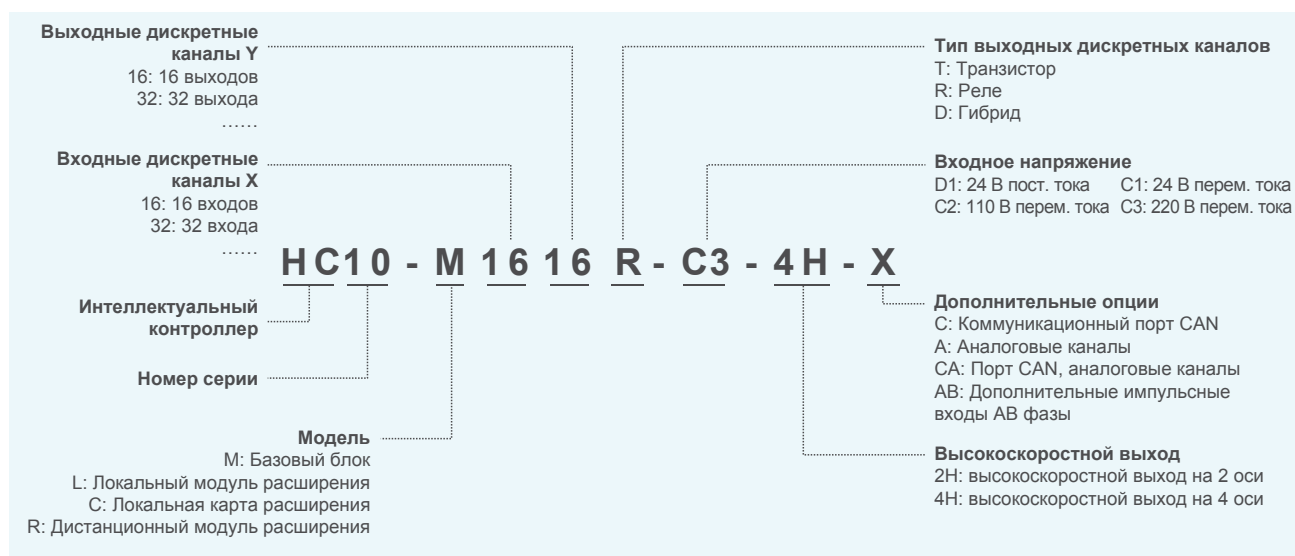 Выходные дискретные
каналы Y
16: 16 выходов
32: 32 выхода
……
Входные дискретные
каналы X
16: 16 входов
32: 32 входа
……
Тип выходных дискретных каналов
T: Транзистор
R: Реле
D: Гибрид
Входное напряжение
D1: 24 В пост. тока C1: 24 В перем. тока
C2: 110 В перем. тока C3: 220 В перем. тока
HC10 - M 16 16 R - C3 - 4H - X
Интеллектуальный
контроллер
Номер серии
Модель
M: Базовый блок
L: Локальный модуль расширения
C: Локальная карта расширения
R: Дистанционный модуль расширения
Дополнительные опции
C: Коммуникационный порт CAN
A: Аналоговые каналы
CA: Порт CAN, аналоговые каналы
AB: Дополнительные импульсные
входы AB фазы
Высокоскоростной выход
2H: высокоскоростной выход на 2 оси
4H: высокоскоростной выход на 4 оси